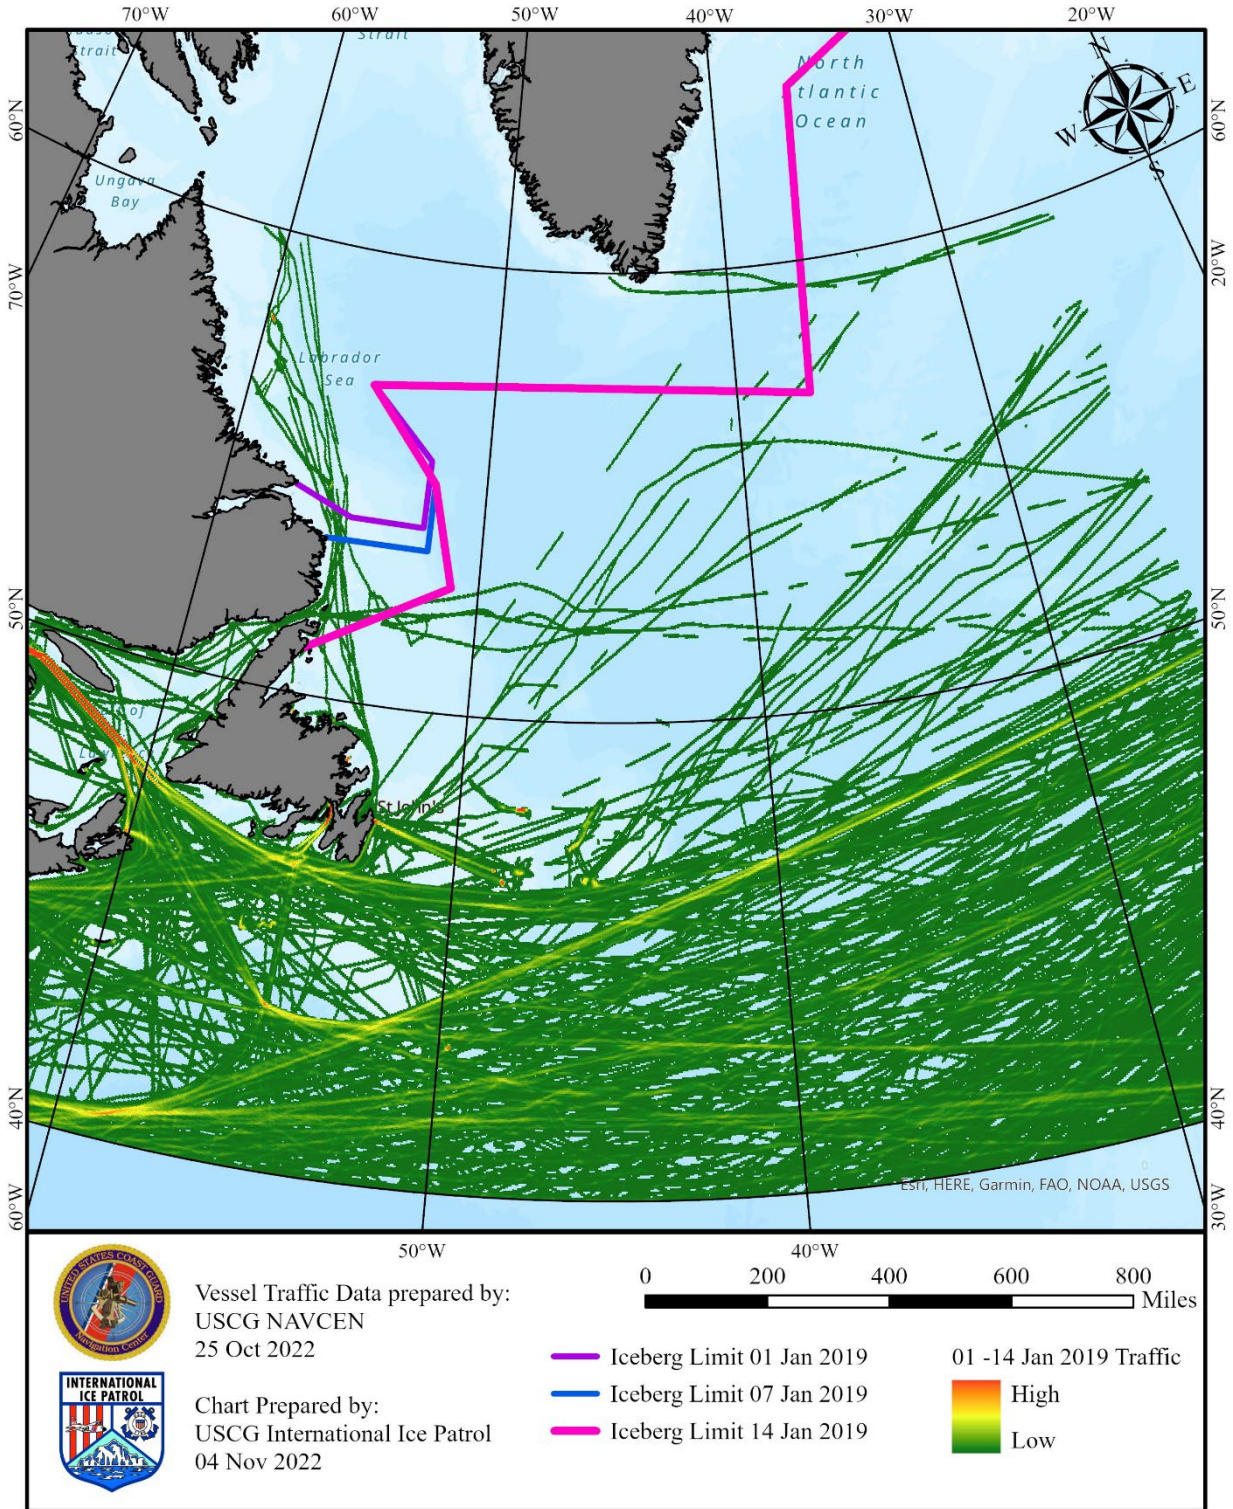 70°W 60°W 50°W 40°W 30°W 20°W
Strait
Strait
North
Atlantic
Ocean
N
E
W
S
60°N
60°N
Ungava
Bay
70°W
20°W
Labrador
Sea
50°N
50°N
of
St John's
40°N
40°N
Esri, HERE, Garmin, FAO, NOAA, USGS
60°W
30°W
50°W 40°W
UNITED STATES COAST GUARD
Navigation Center
Vessel Traffic Data prepared by:
USCG NAVCEN
25 Oct 2022
0 200 400 600 800
Miles
INTERNATIONAL
ICE PATROL
Chart Prepared by:
USCG International Ice Patrol
04 Nov 2022
Iceberg Limit 01 Jan 2019
Iceberg Limit 07 Jan 2019
Iceberg Limit 14 Jan 2019
01 -14 Jan 2019 Traffic
High
Low